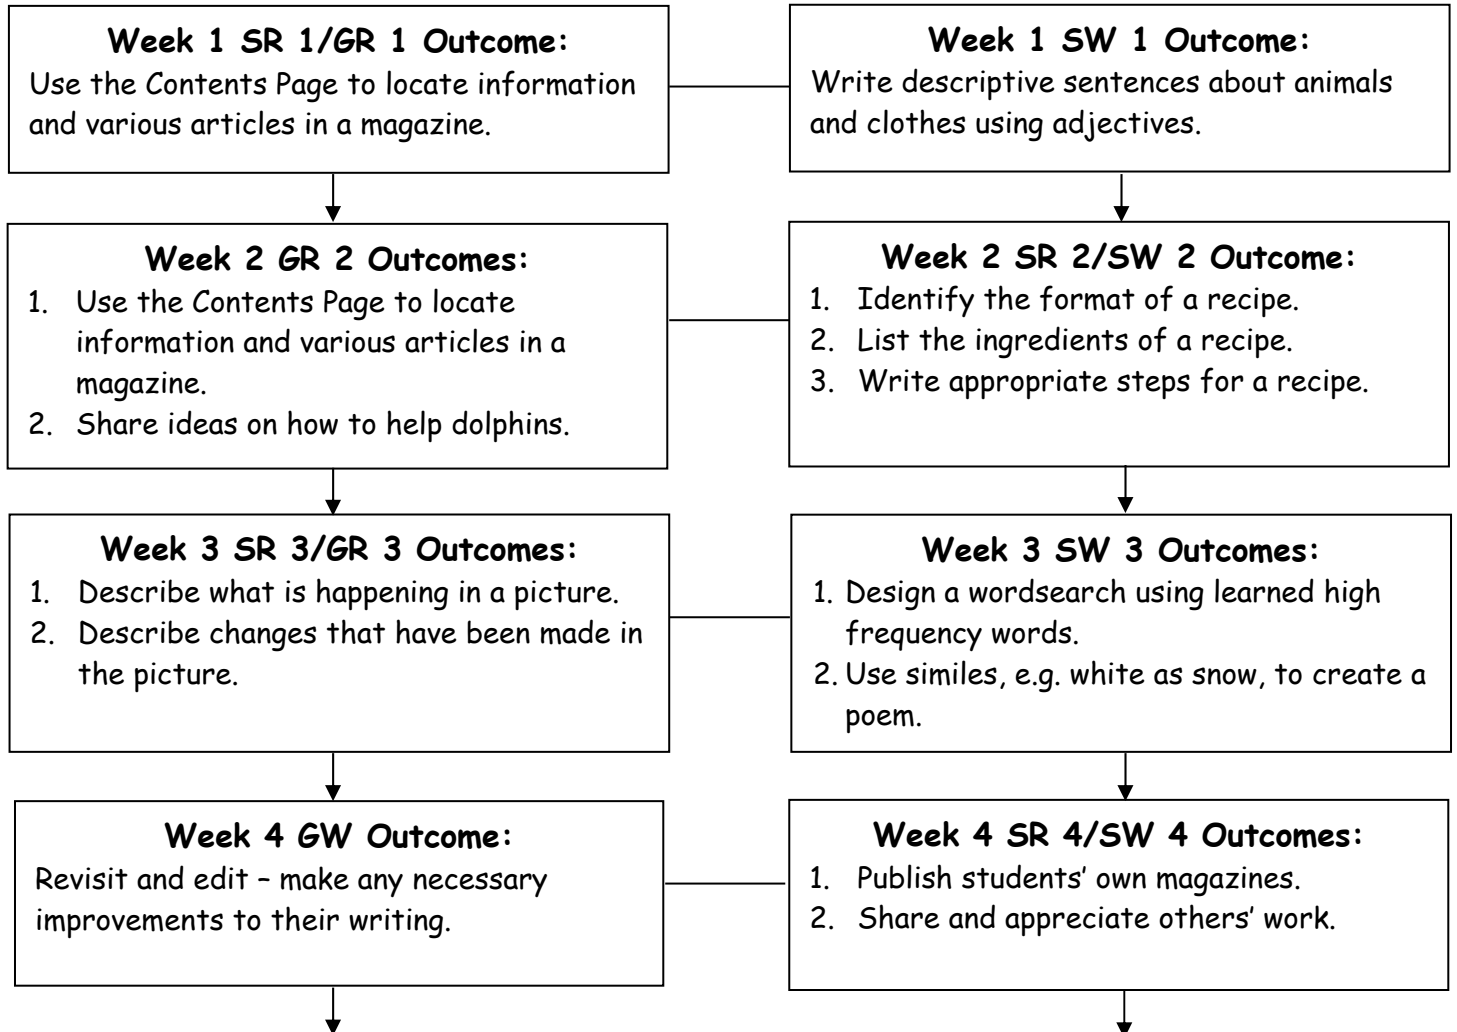 Week 1 SR 1/GR 1 Outcome:
Use the Contents Page to locate information
and various articles in a magazine.
Week 1 SW 1 Outcome:
Write descriptive sentences about animals
and clothes using adjectives.
Week 2 GR 2 Outcomes:
1. Use the Contents Page to locate
information and various articles in a
magazine.
2. Share ideas on how to help dolphins.
Week 2 SR 2/SW 2 Outcome:
1. Identify the format of a recipe.
2. List the ingredients of a recipe.
3. Write appropriate steps for a recipe.
Week 3 SR 3/GR 3 Outcomes:
1. Describe what is happening in a picture.
2. Describe changes that have been made in
the picture.
Week 3 SW 3 Outcomes:
1. Design a wordsearch using learned high
frequency words.
2. Use similes, e.g. white as snow, to create a
poem.
Week 4 GW Outcome:
Revisit and edit – make any necessary
improvements to their writing.
Week 4 SR 4/SW 4 Outcomes:
1. Publish students’ own magazines.
2. Share and appreciate others’ work.